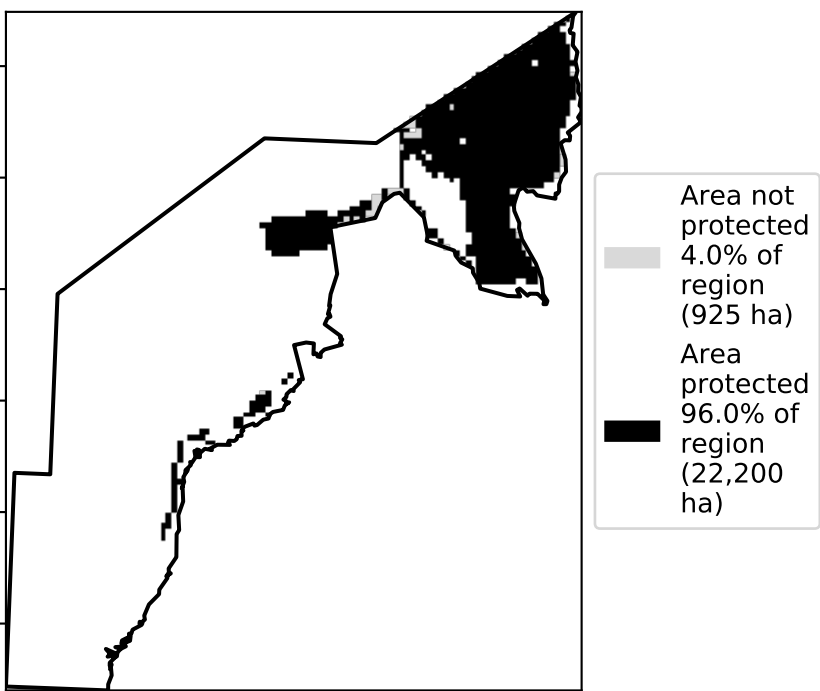 Area not
protected
4.0% of
region
(925 ha)
Area
protected
96.0% of
region
(22,200
ha)